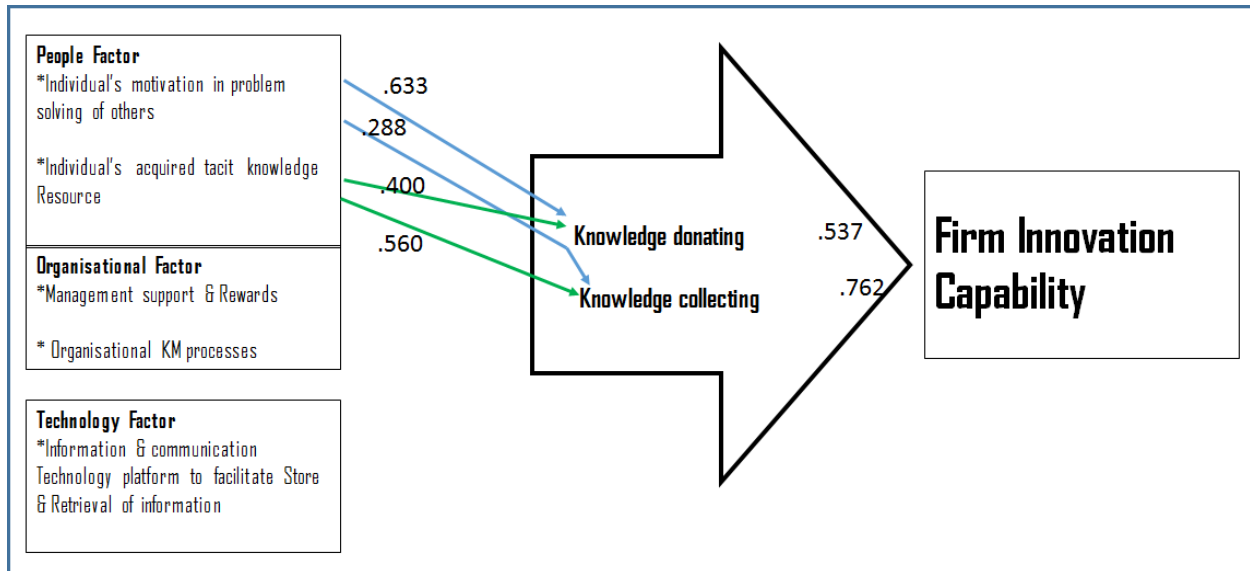 People Factor
*Individual's motivation in problem
solving of others
*Individual's acquired tacit knowledge
Resource
Organisational Factor
*Management support & Rewards
* Organisational KM processes
Technology Factor
*Information & communication
Technology platform to facilitate Store
& Retrieval of information
.633
.288
.400
.560
Knowledge donating
Knowledge collecting
.537
.762
Firm Innovation
Capability